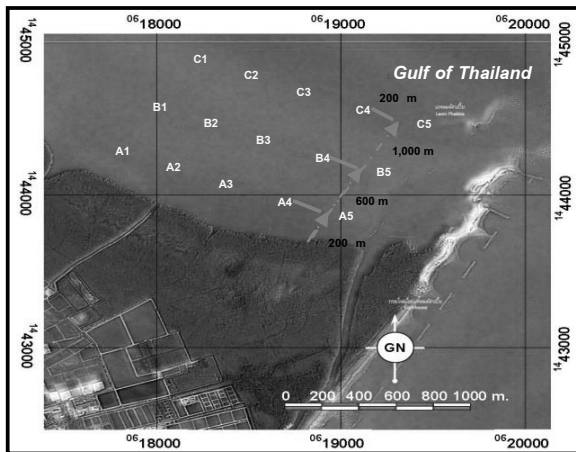 06 18000
06 19000
06 20000
14 45000
14 45000
C1
C2
Gulf of Thailand
C3
200 m
B1
C4
B2
C5
B3
1,000 m
A1
B4
A2
B5
A3
14 44000
14 44000
A4
600 m
A5
200 m
14 43000
14 43000
GN
0 200 400 600 800 1000 m.
06 18000
06 19000
06 20000